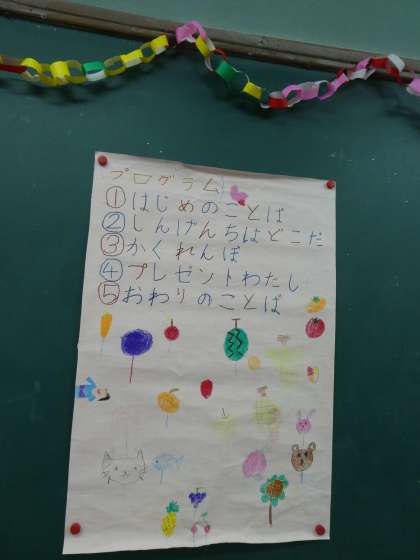 プログラム
①はじめのことば
②しんけんちはどこだ
③かくれんぼ
④プレゼントわたし
⑤おわりのことば